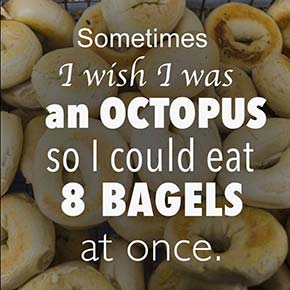 Sometimes
I wish I was
an OCTOPUS
so I could eat
8 BAGELS
at once.